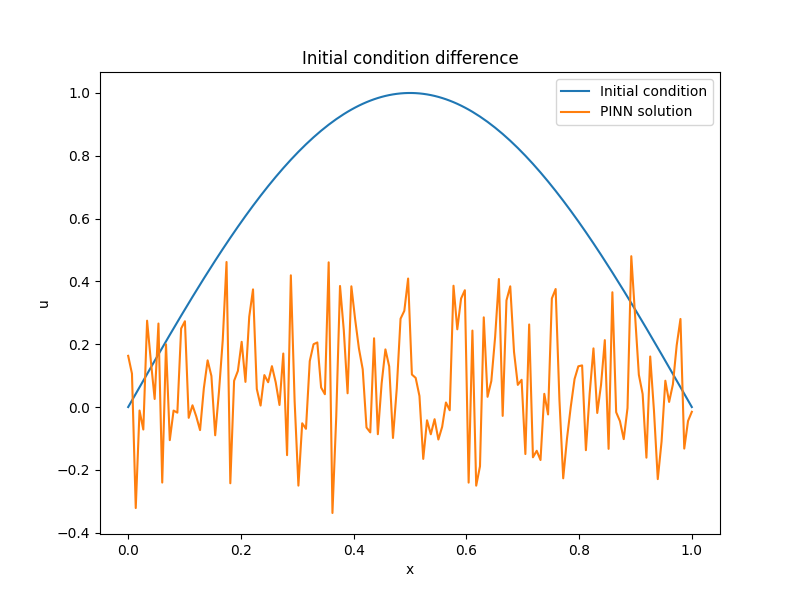 Initial condition difference
Initial condition
PINN solution
1.0
0.8
0.6
0.4
0.2
0.0
−0.2
−0.4
u
0.0 0.2 0.4 0.6 0.8 1.0
x